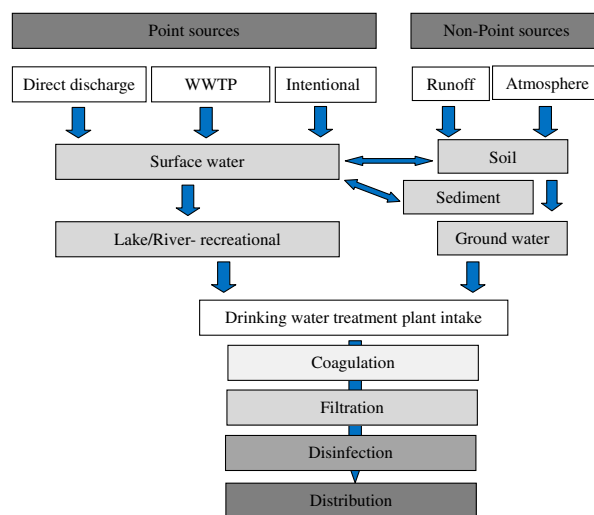 Point sources
Non-Point sources
Direct discharge
WWTP
Intentional
Runoff
Atmosphere
Surface water
Soil
Sediment
Lake/River- recreational
Ground water
Drinking water treatment plant intake
Coagulation
Filtration
Disinfection
Distribution